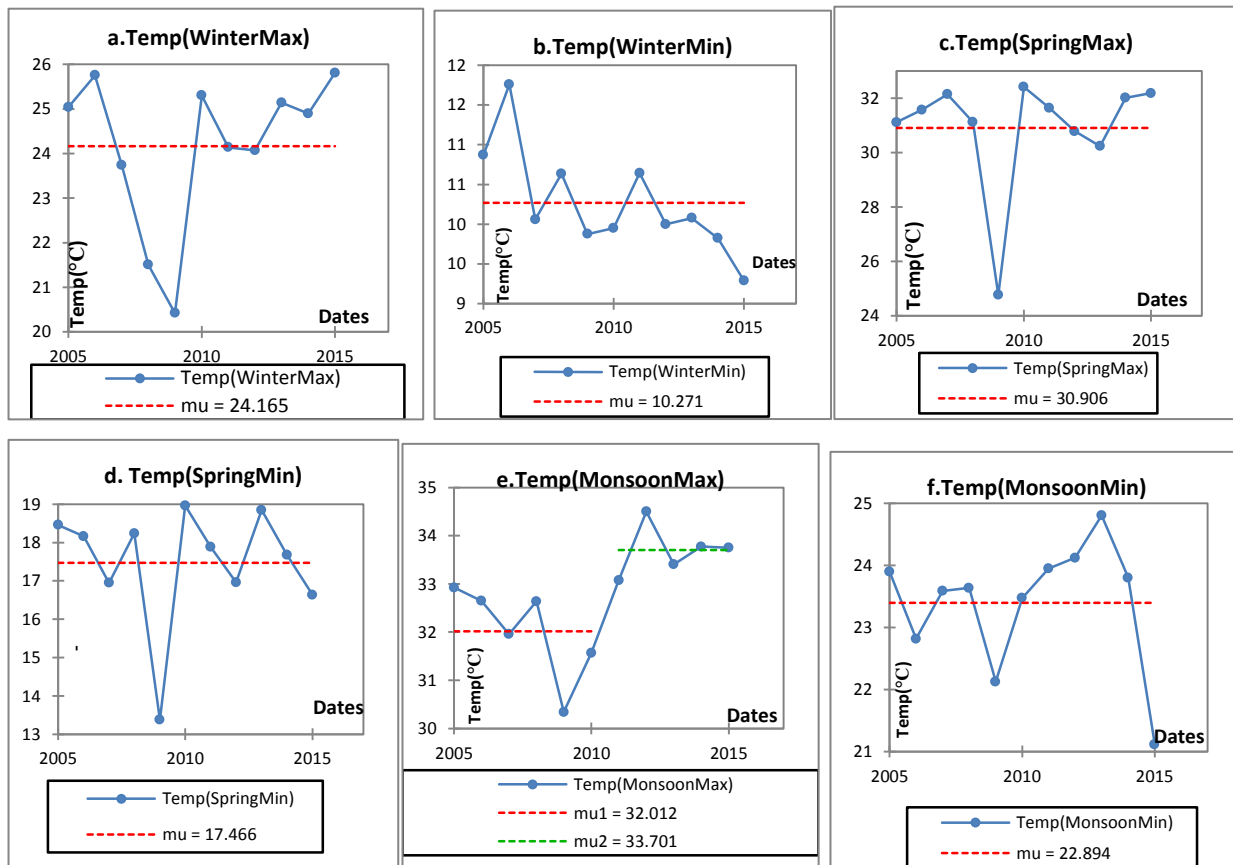 a.Temp(WinterMax)
26
25
24
23
22
21
20
Temp(°C)
Dates
2005
2010
2015
Temp(WinterMax)
mu = 24.165
b.Temp(WinterMin)
12
12
11
11
10
10
9
Temp(°C)
Dates
2005
2010
2015
Temp(WinterMin)
mu = 10.271
c.Temp(SpringMax)
32
30
28
26
24
Temp(°C)
2005
2010
2015
Temp(SpringMax)
mu = 30.906
d. Temp(SpringMin)
19
18
17
16
15
14
13
Dates
2005
2010
2015
Temp(SpringMin)
mu = 17.466
e.Temp(MonsoonMax)
35
34
33
32
30
30
Temp(°C)
Dates
2005
2010
2015
Temp(MonsoonMax)
mu1 = 32.012
mu2 = 33.701
f.Temp(MonsoonMin)
25
24
23
22
21
Temp(°C)
Dates
2005
2010
2015
Temp(MonsoonMin)
mu = 22.894